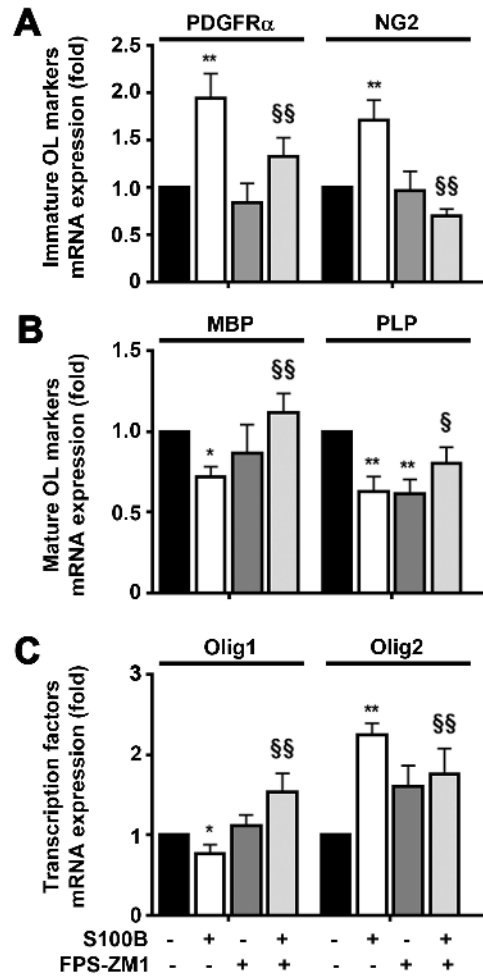 A
PDGFRα NG2
Immature OL markers
mRNA expression (fold)
2.5
2.0
1.5
1.0
0.5
0
** §§ ** §§
B
MBP PLP
Mature OL markers
mRNA expression (fold)
1.5
1.0
0.5
0
* §§ ** ** §
C
Olig1 Olig2
Transcription factors
mRNA expression (fold)
3
2
1
0
* §§ ** §§
S100B - + - + - + - +
FPS-ZM1 - - + + - - + +